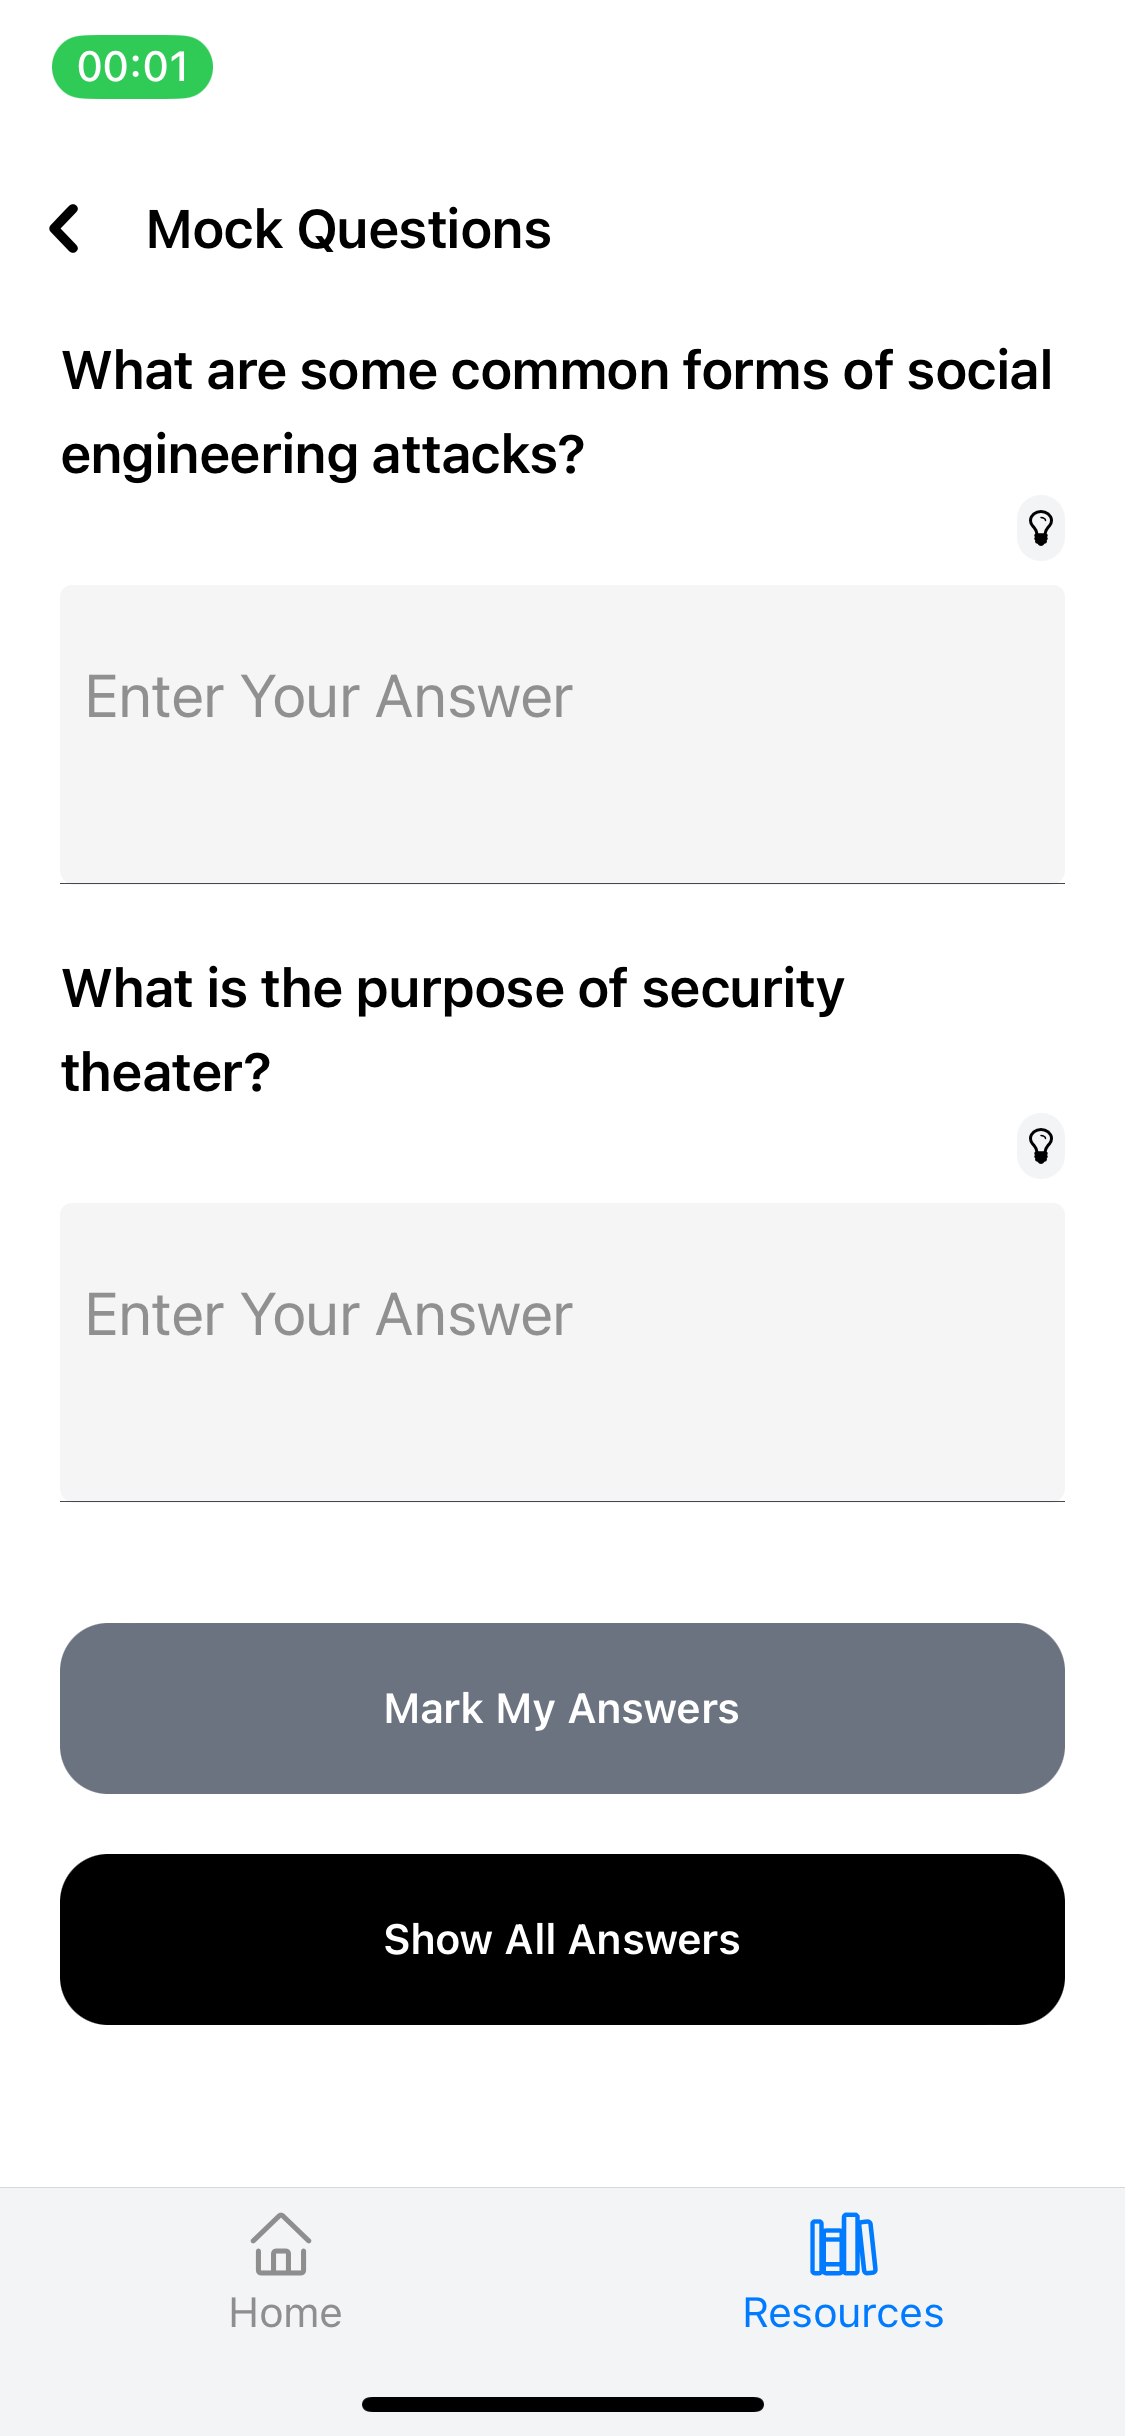 00:01
Mock Questions
What are some common forms of social
engineering attacks?
Enter Your Answer
What is the purpose of security
theater?
Enter Your Answer
Mark My Answers
Show All Answers
Home
Resources